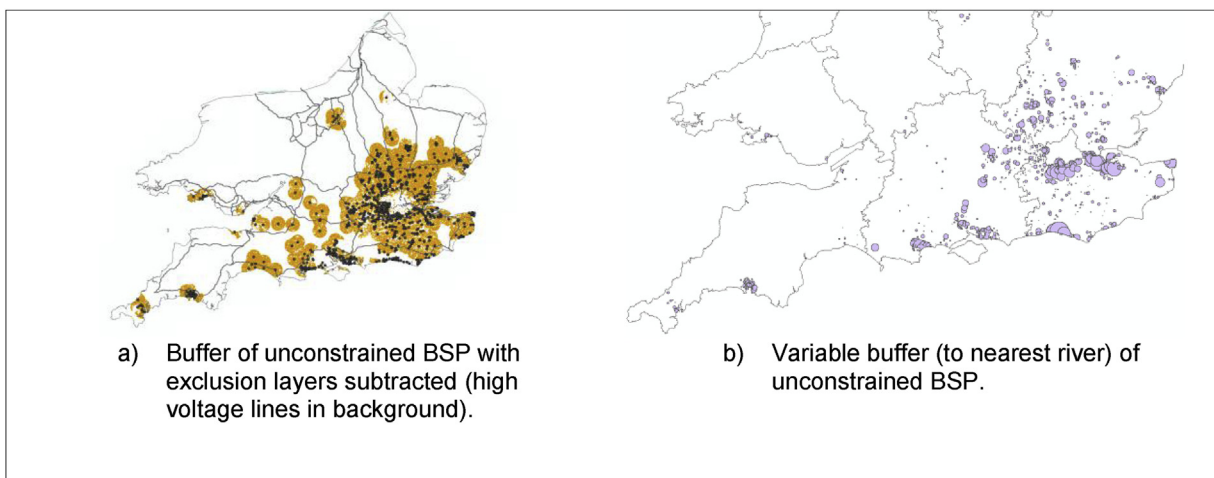 a) Buffer of unconstrained BSP with
exclusion layers subtracted (high
voltage lines in background).
b) Variable buffer (to nearest river) of
unconstrained BSP.